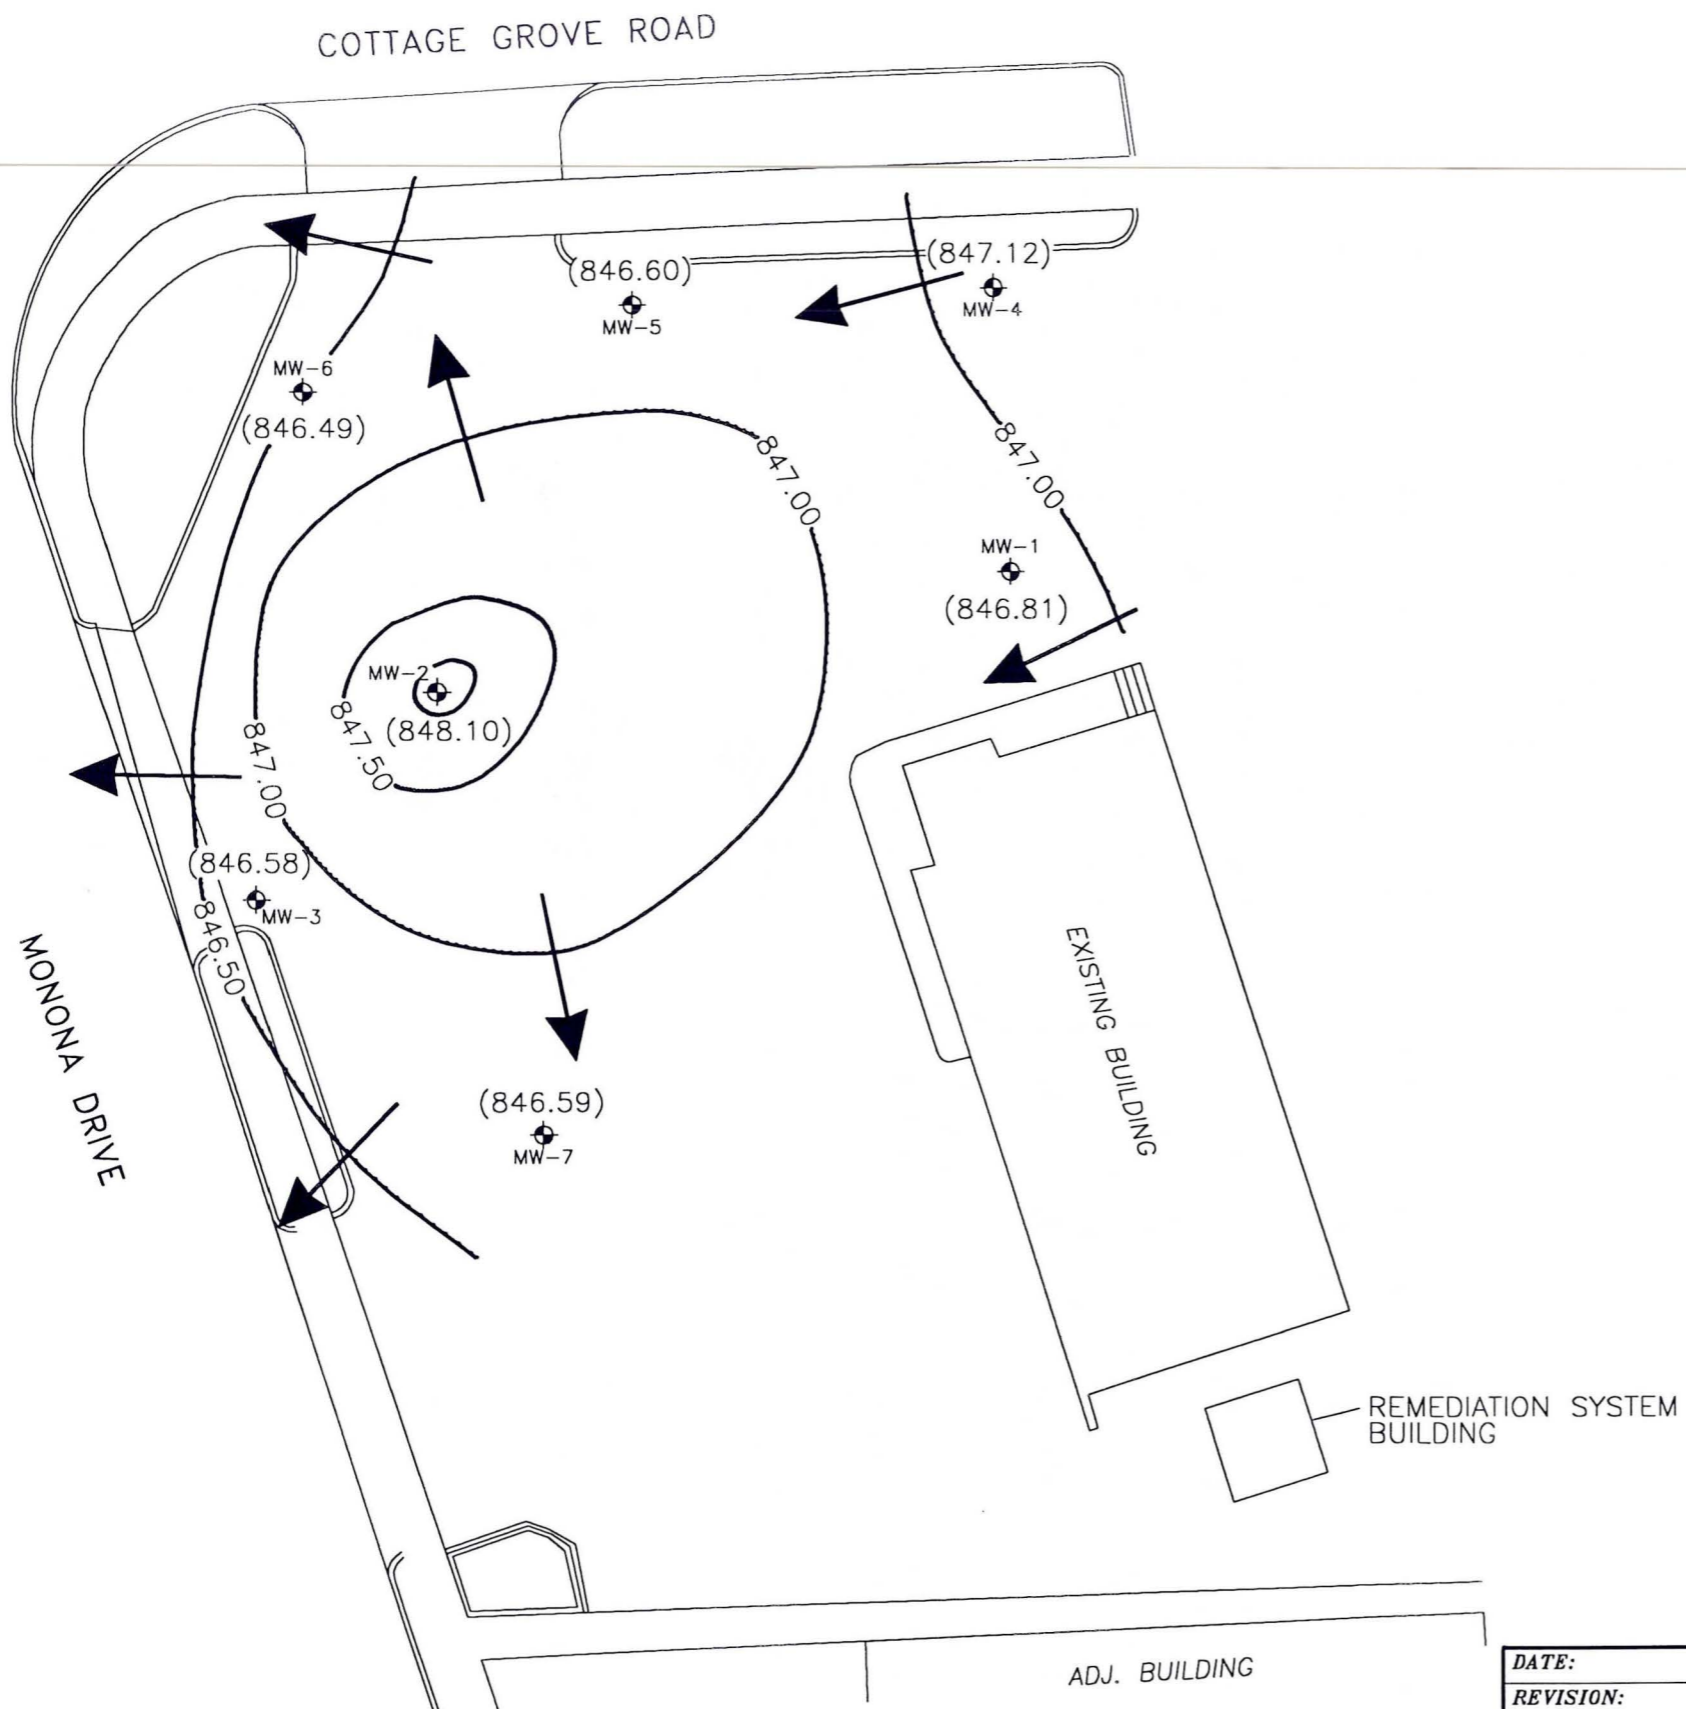 COTTAGE GROVE ROAD
(847.12)
(846.60)
MW-5
MW-4
MW-6
(846.49)
847.00
847.00
MW-1
(846.81)
MW-2
(848.10)
847.50
847.00
(846.58)
MW-3
846.50
MONONA DRIVE
EXISTING BUILDING
(846.59)
MW-7
REMEDIATION SYSTEM
BUILDING
ADJ. BUILDING
DATE:
REVISION: